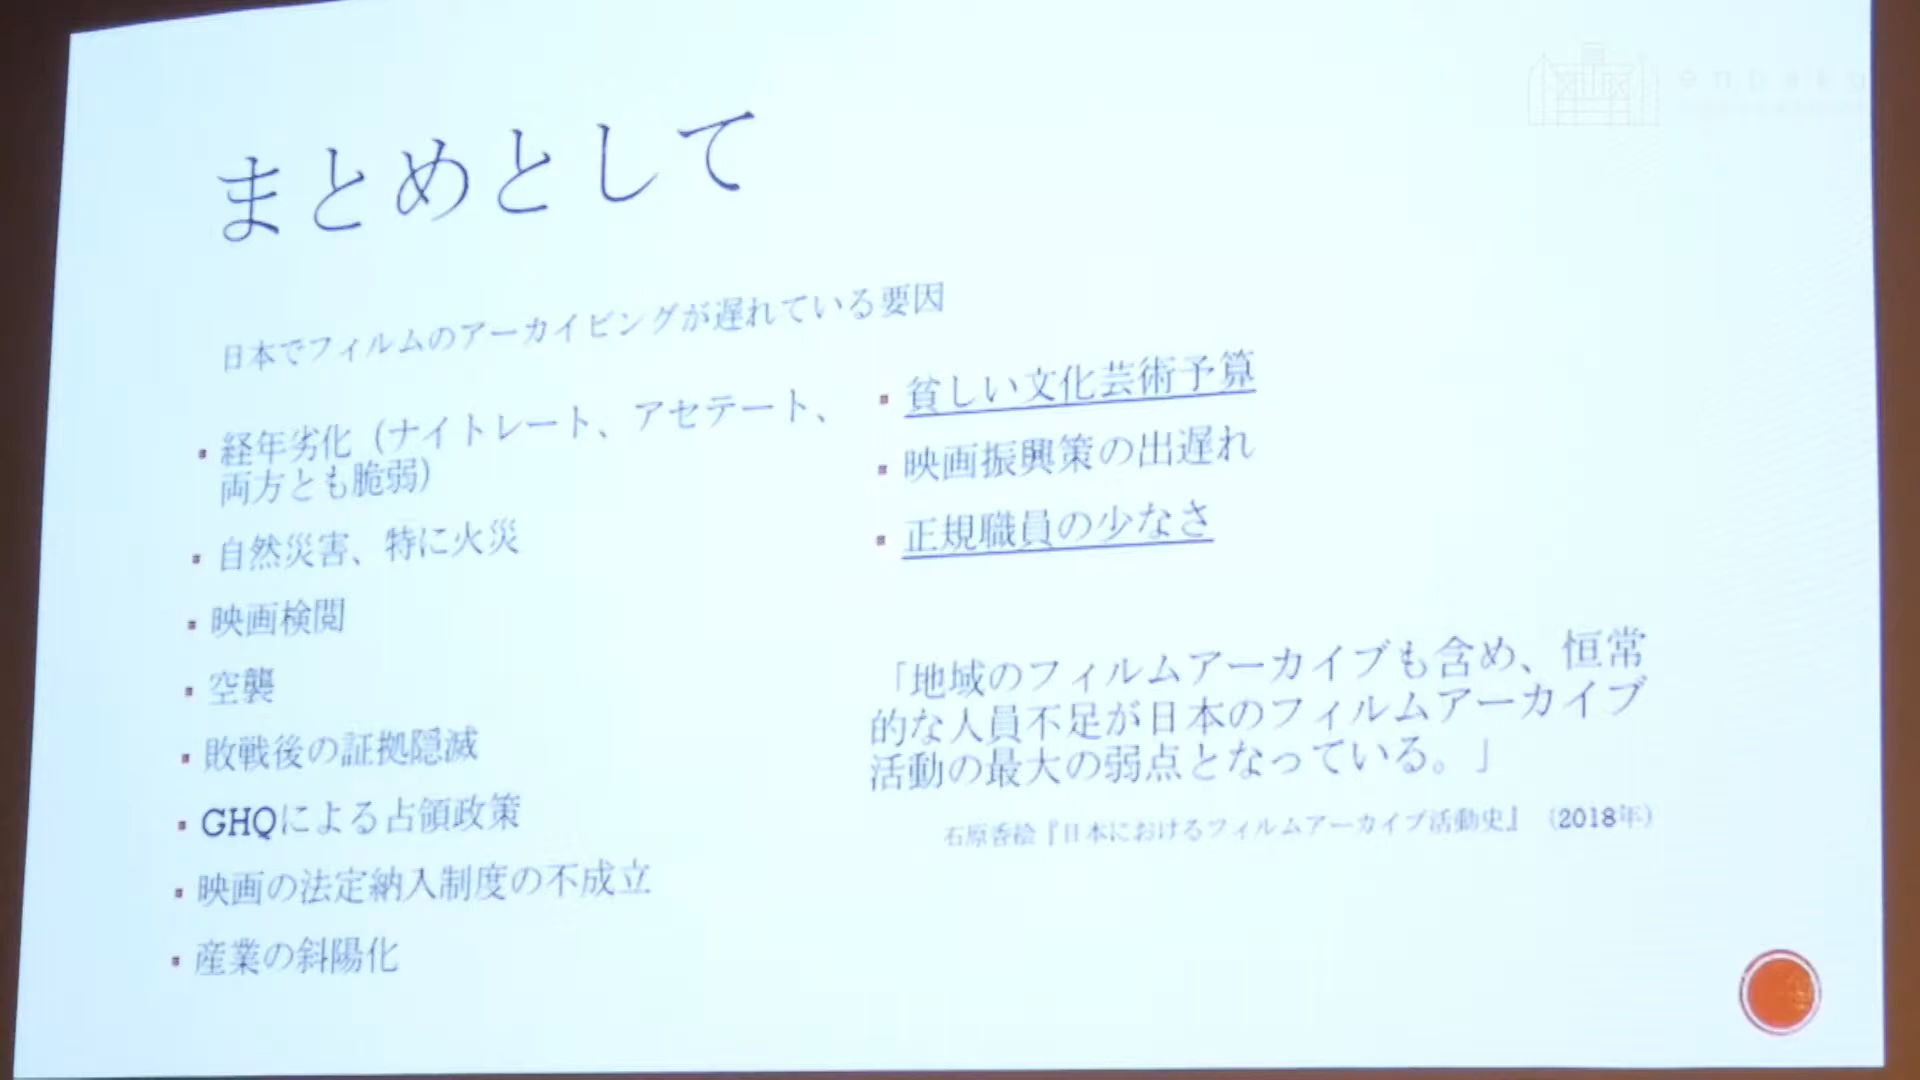 まとめとして
日本でフィルムのアーカイビングが遅れている要因
▪ 経年劣化（ナイトレート、アセテート、
両方とも脆弱）
▪ 自然災害、特に火災
▪ 映画検閲
▪ 空襲
▪ 敗戦後の証拠隠滅
▪ GHQによる占領政策
▪ 映画の法定納入制度の不成立
▪ 産業の斜陽化
▪ 貧しい文化芸術予算
▪ 映画振興策の出遅れ
▪ 正規職員の少なさ
「地域のフィルムアーカイブも含め、恒常
的な人員不足が日本のフィルムアーカイブ
活動の最大の弱点となっている。」
石原香絵『日本におけるフィルムアーカイブ活動史』（2018年）